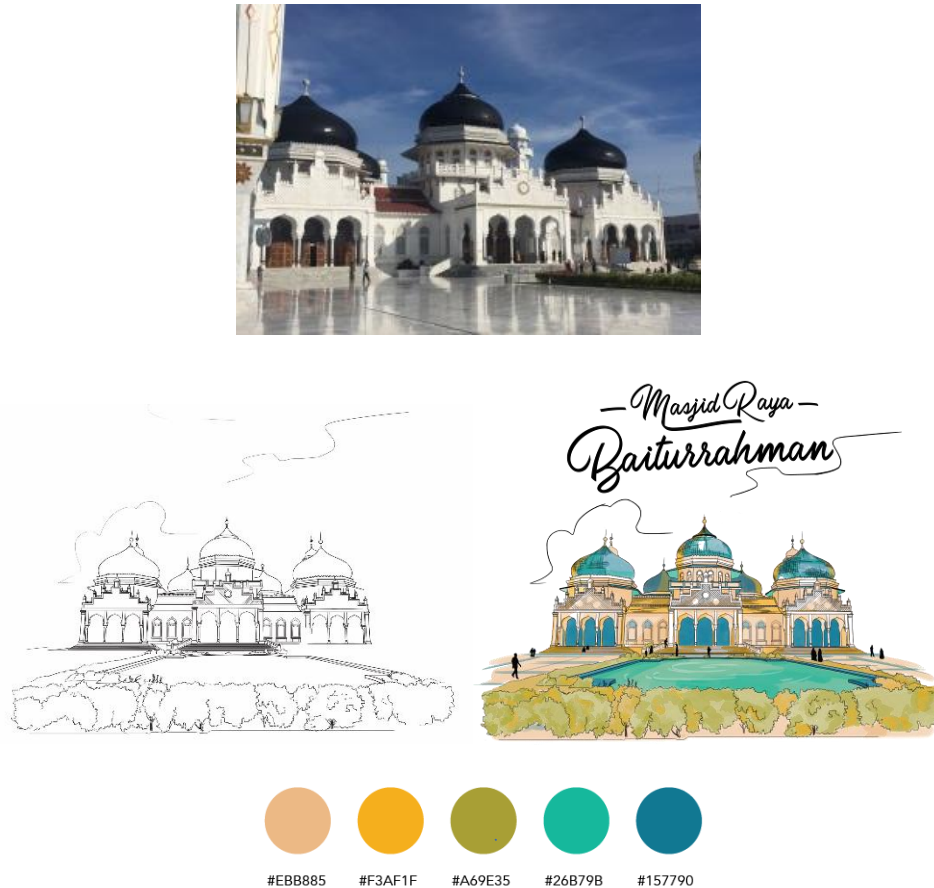 — Masjid Raya —
Baiturrahman
#EBB885 #F3AF1F #A69E35 #26B79B #157790